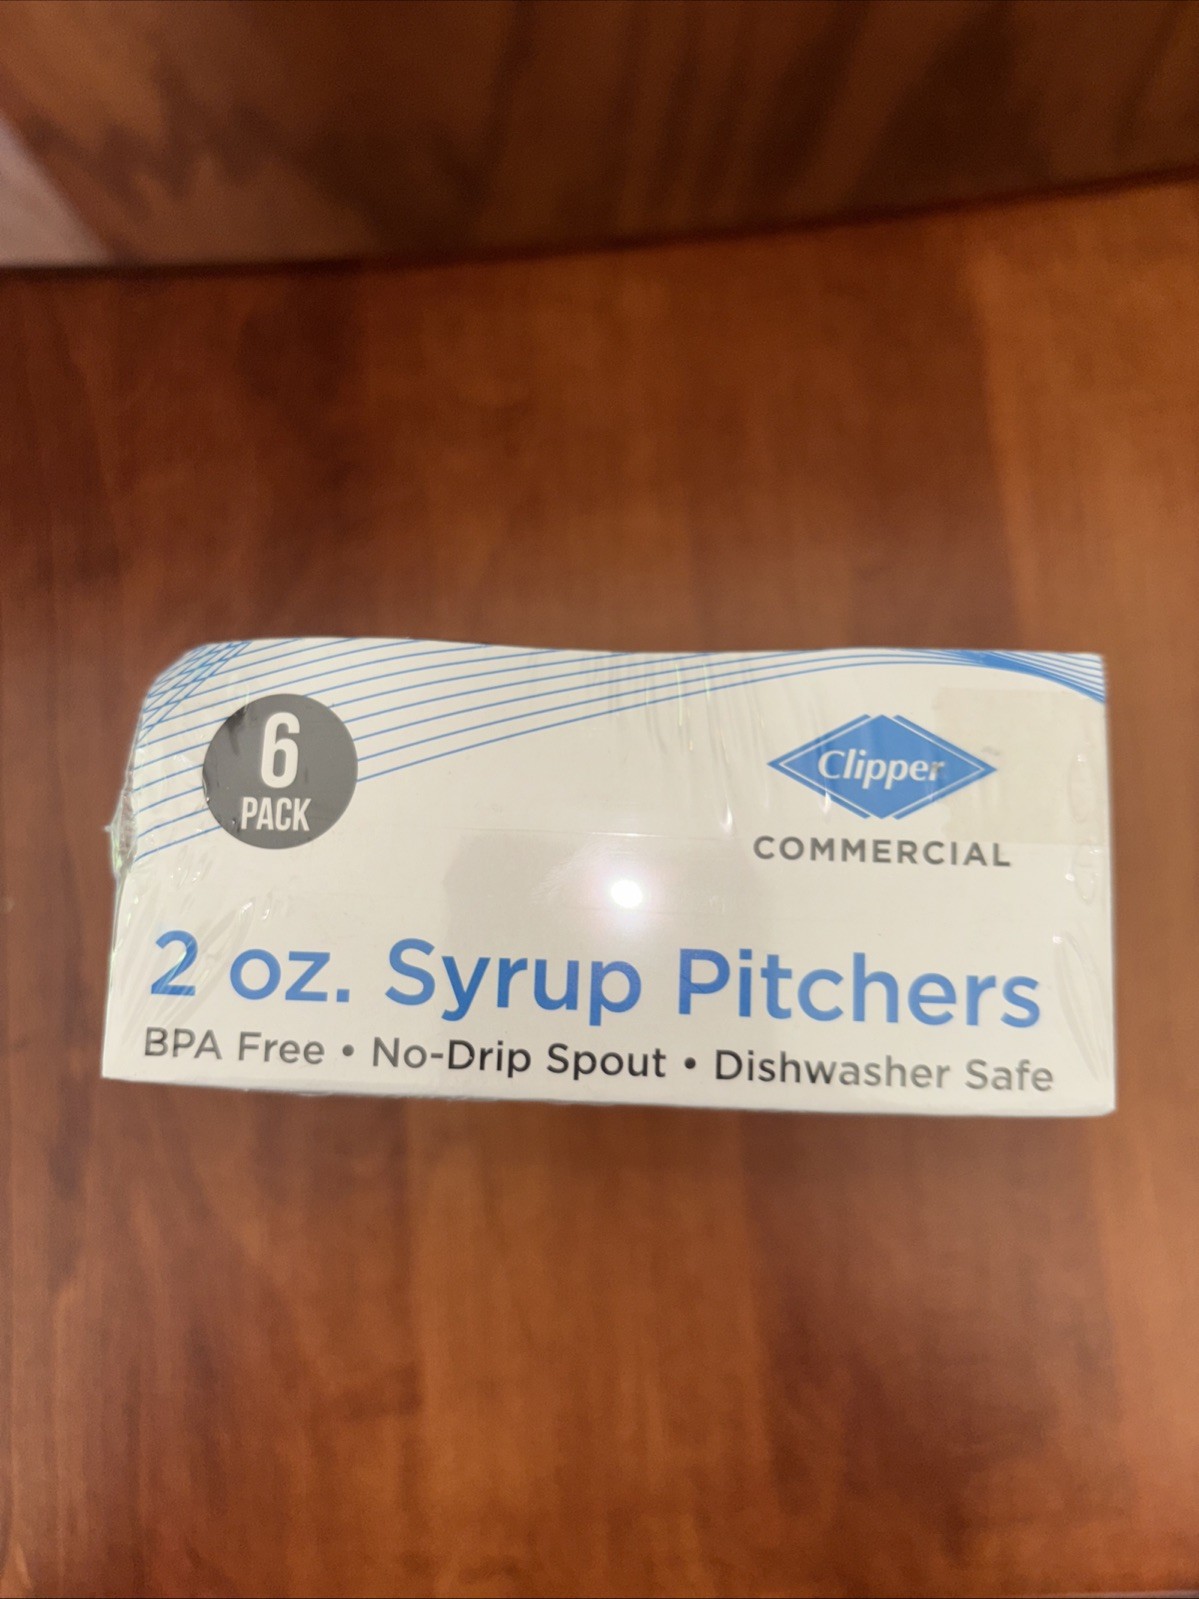 6
PACK
Clipper
COMMERCIAL
2 oz. Syrup Pitchers
BPA Free • No-Drip Spout • Dishwasher Safe